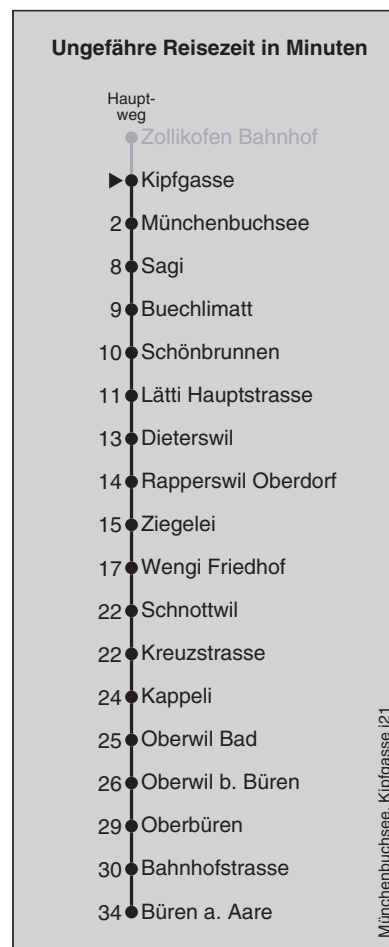 Ungefähre Reisezeit in Minuten
Haupt-
weg
Zollikofen Bahnhof
Kipfgasse
2 Münchenbuchsee
8 Sagi
9 Buechlimatt
10 Schönbrunnen
11 Lätti Hauptstrasse
13 Dieterswil
14 Rapperswil Oberdorf
15 Ziegelei
17 Wengi Friedhof
22 Schnottwil
22 Kreuzstrasse
24 Kappeli
25 Oberwil Bad
26 Oberwil b. Büren
29 Oberbüren
30 Bahnhofstrasse
34 Büren a. Aare
Münchenbuchsee, Kipfgasse j21